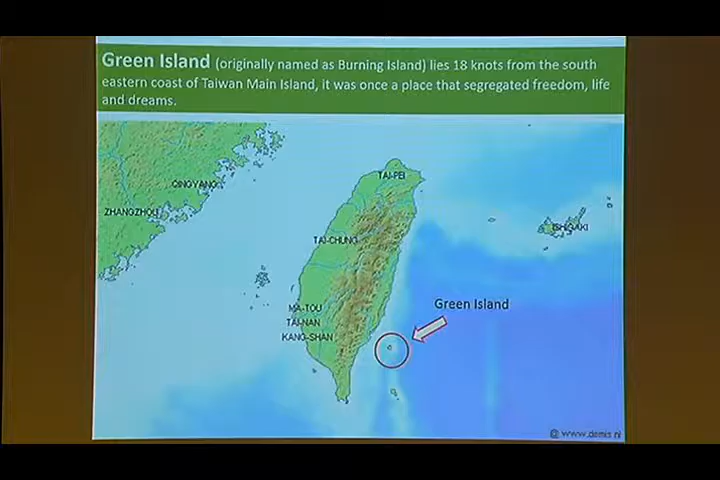 Green Island (originally named as Burning Island) lies 18 knots from the south
eastern coast of Taiwan Main Island, it was once a place that segregated freedom, life
and dreams.
TAI-PEI
QINGYANG
ZHANGZHOU
ISHIGAKI
TAI-CHUNG
Green Island
MA-TOU
TAI-NAN
KANG-SHAN
@ www.demis.nl